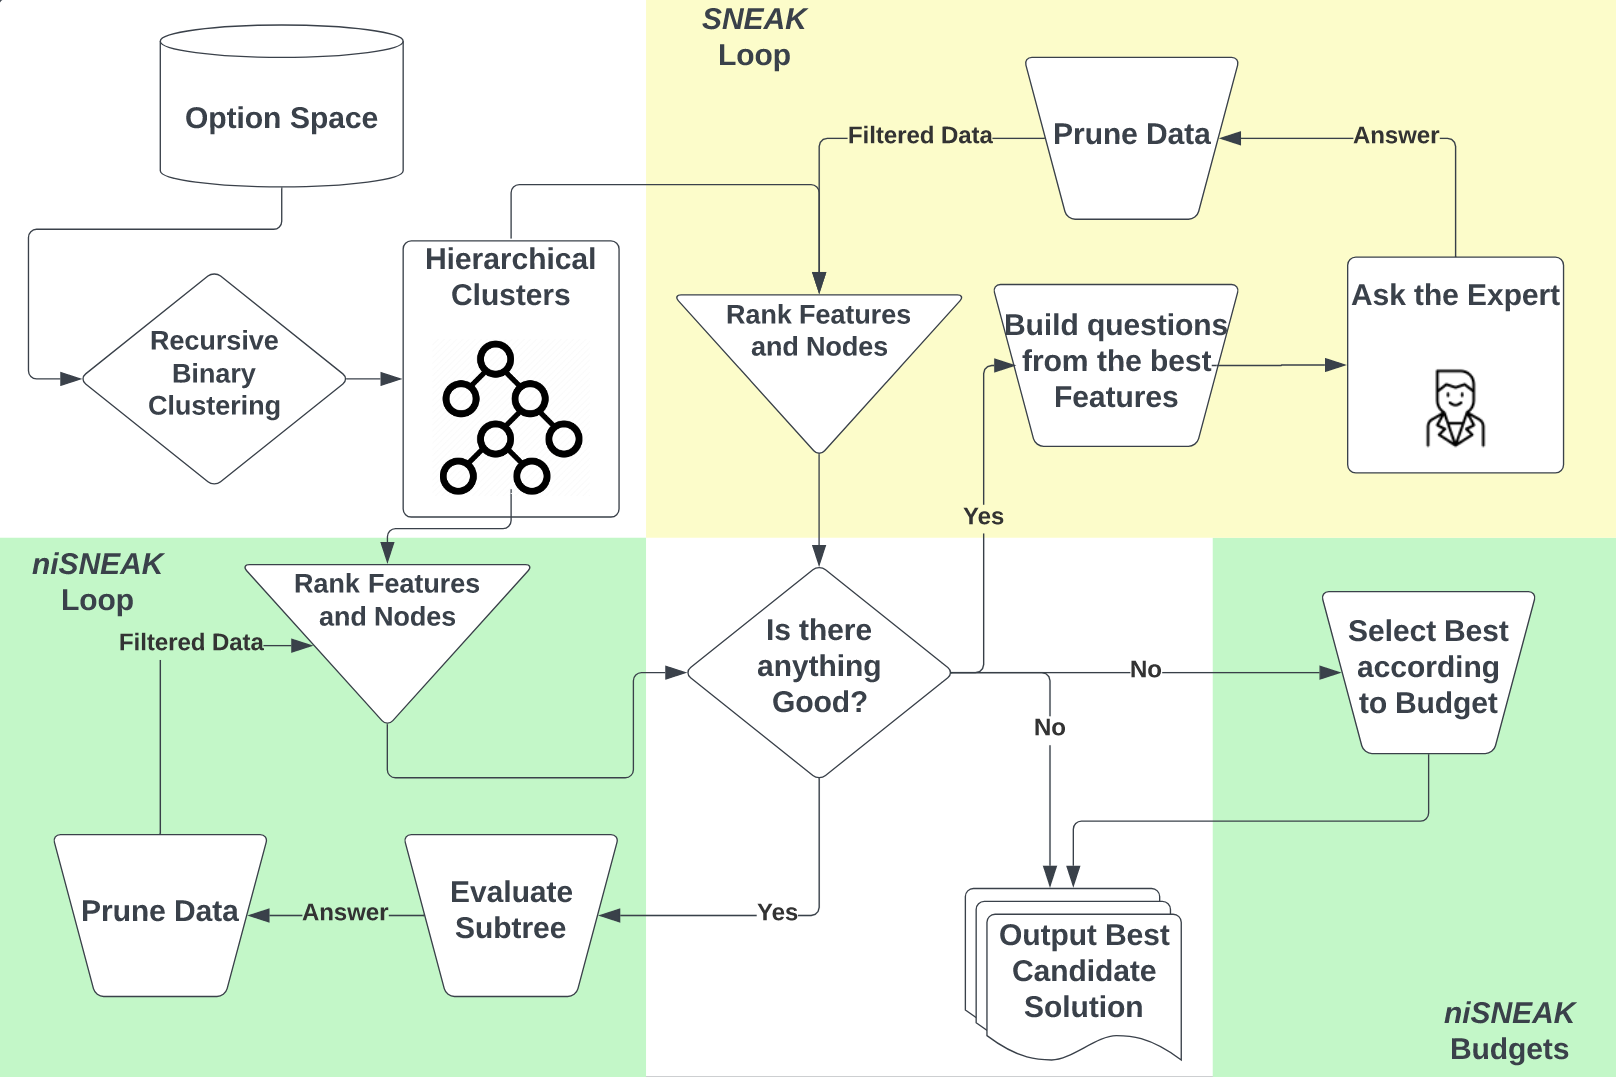 SNEAK
Loop
Option Space
Filtered Data
Prune Data
Answer
Hierarchical
Clusters
Recursive
Binary
Clustering
Rank Features
and Nodes
Build questions
from the best
Features
Ask the Expert
Yes
niSNEAK
Loop
Rank Features
and Nodes
Filtered Data
Is there
anything
Good?
No
No
Select Best
according
to Budget
Prune Data
Answer
Evaluate
Subtree
Yes
Output Best
Candidate
Solution
niSNEAK
Budgets